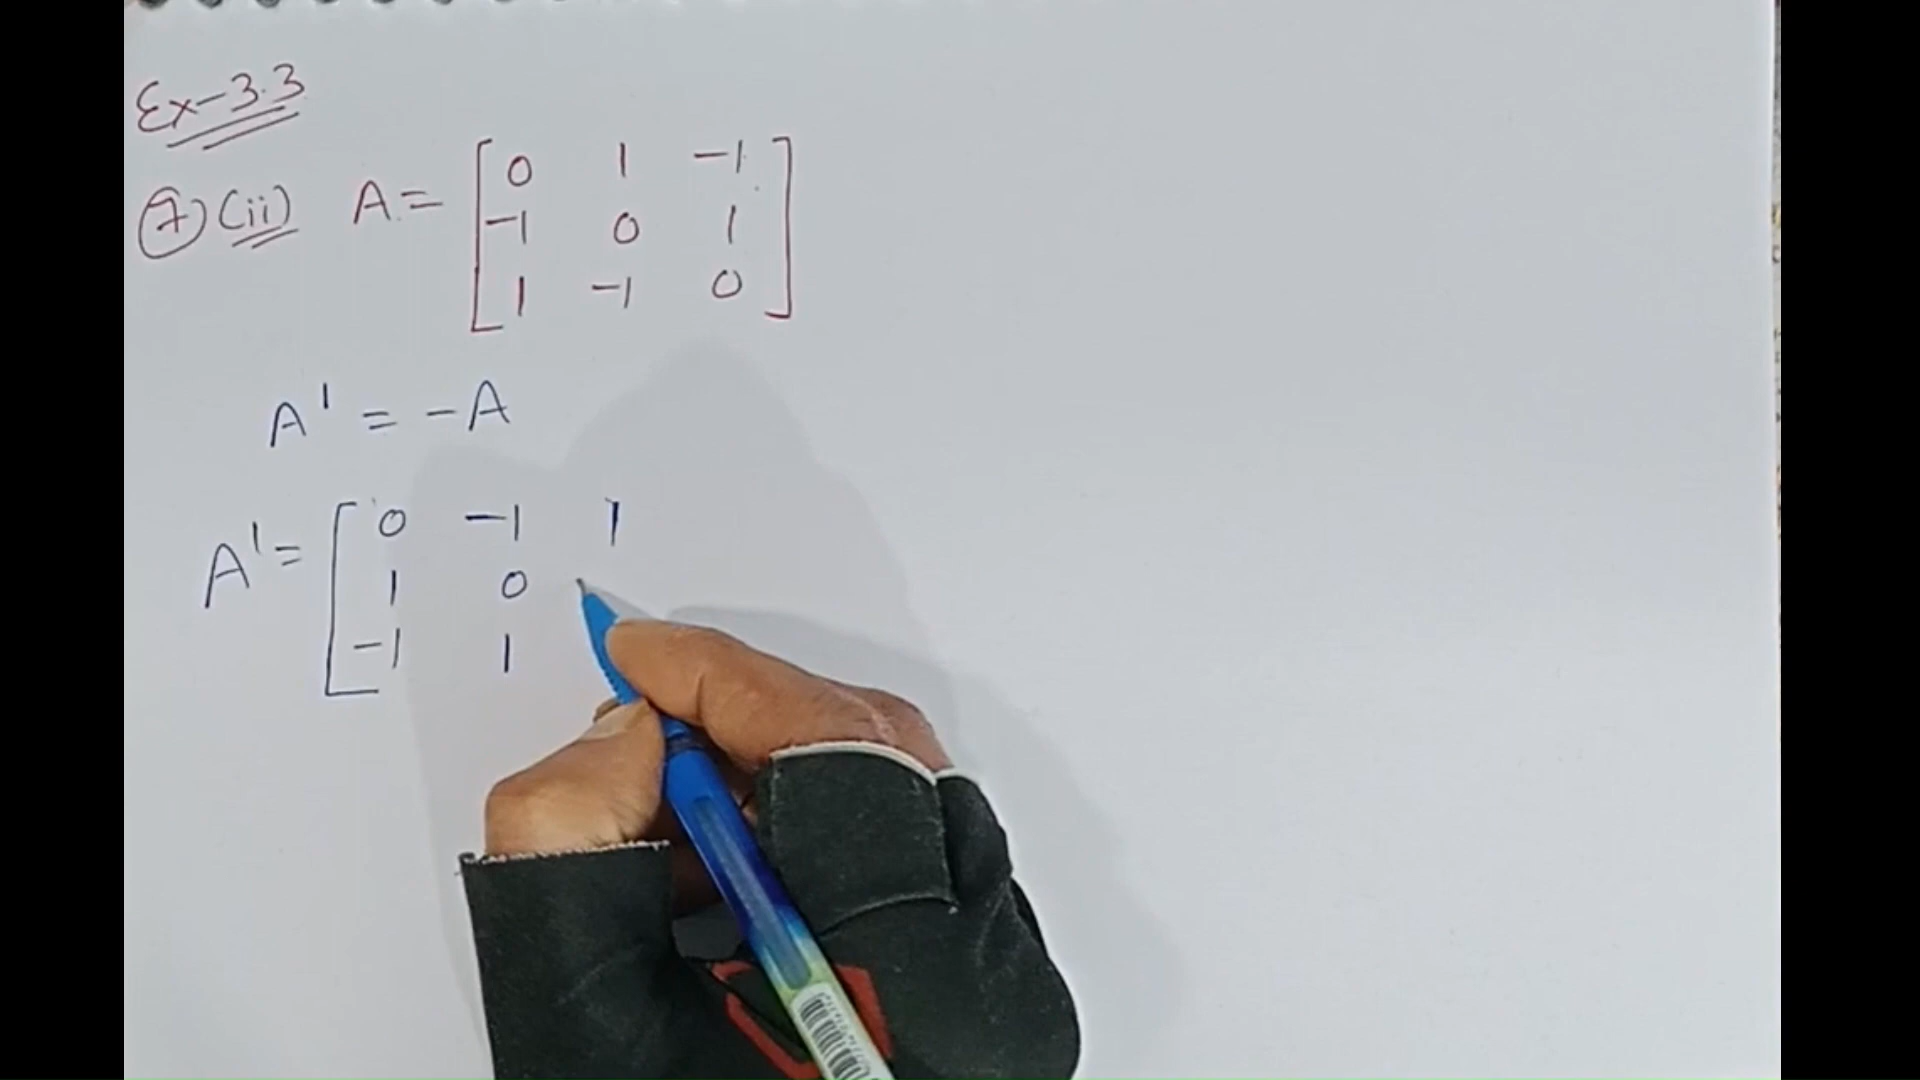 Ex-3.3
7 (ii) A = [ 0 1 -1
-1 0 1
1 -1 0 ]
A' = -A
A' = [ 0 -1 1
1 0
-1 1